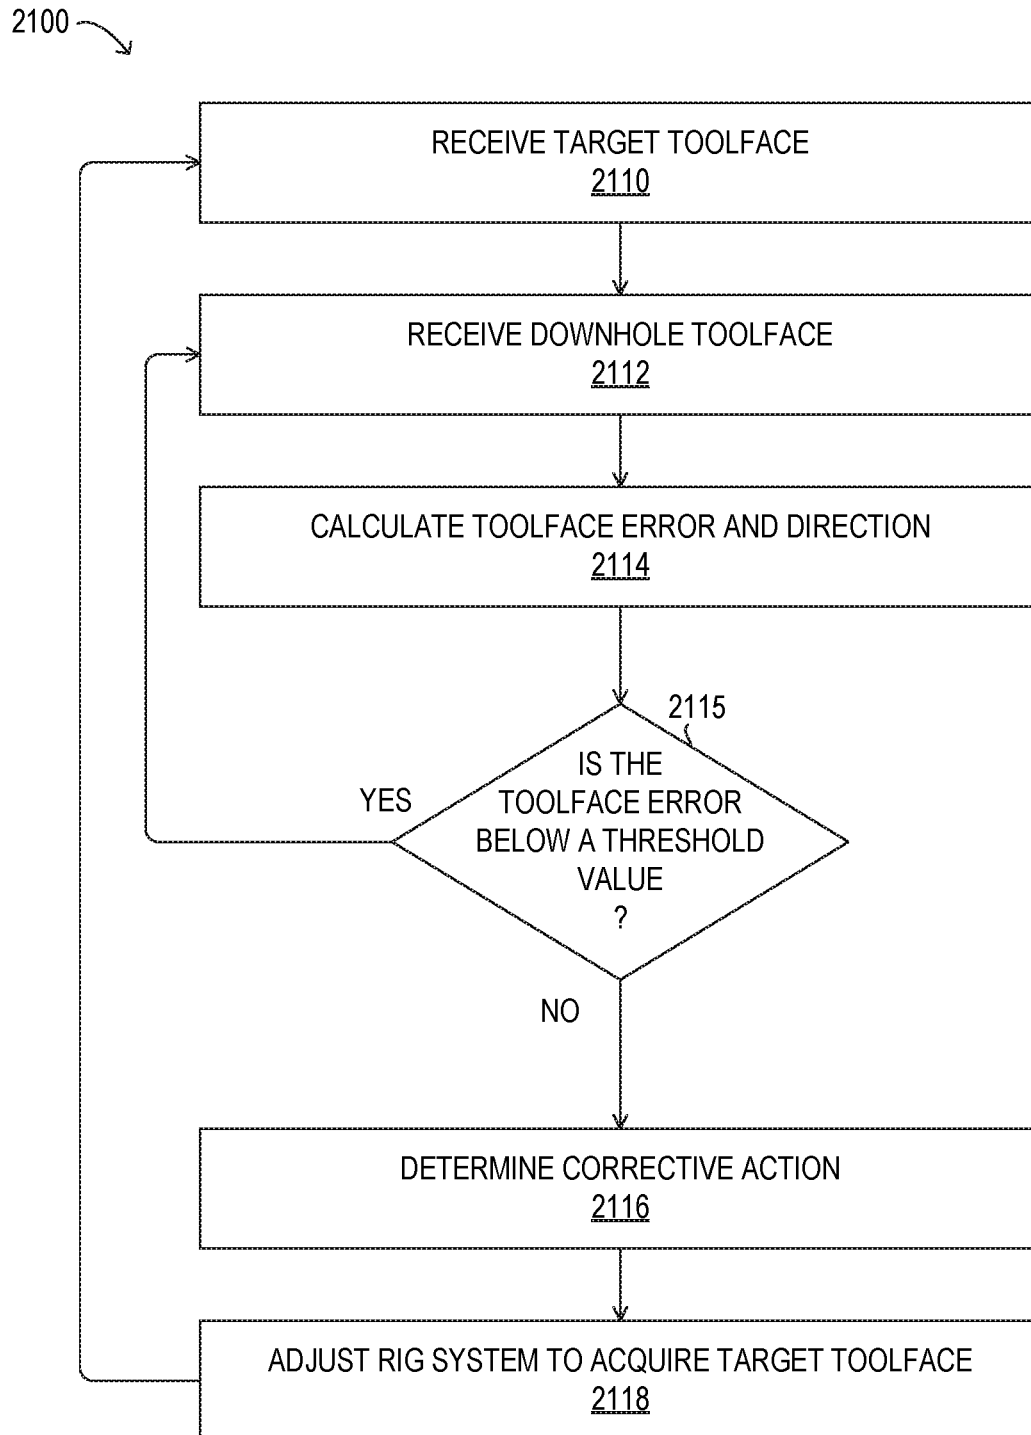 2100
RECEIVE TARGET TOOLFACE
2110
RECEIVE DOWNHOLE TOOLFACE
2112
CALCULATE TOOLFACE ERROR AND DIRECTION
2114
2115
IS THE
TOOLFACE ERROR
BELOW A THRESHOLD
VALUE
?
YES
NO
DETERMINE CORRECTIVE ACTION
2116
ADJUST RIG SYSTEM TO ACQUIRE TARGET TOOLFACE
2118